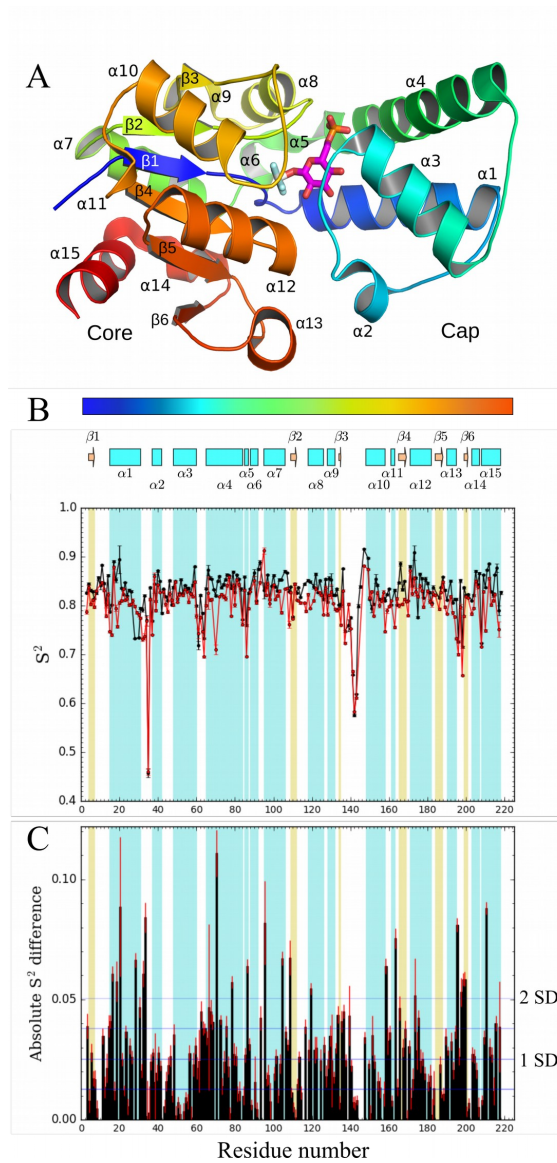 A
α10
β3
α9
α8
α4
β2
α5
α7
α6
α3
β1
α1
β4
α11
β5
α15
α14
α12
α2
β6
α13
Core
Cap
B
β1 β2 β3 β4 β5 β6
α1 α2 α3 α4 α5 α6 α7 α8 α9 α10 α11 α12 α13 α14 α15
1.0
0.9
0.8
0.7
0.6
0.5
0.4
S²
0 20 40 60 80 100 120 140 160 180 200 220
C
0.10
0.05
0.00
Absolute S² difference
2 SD
1 SD
0 20 40 60 80 100 120 140 160 180 200 220
Residue number